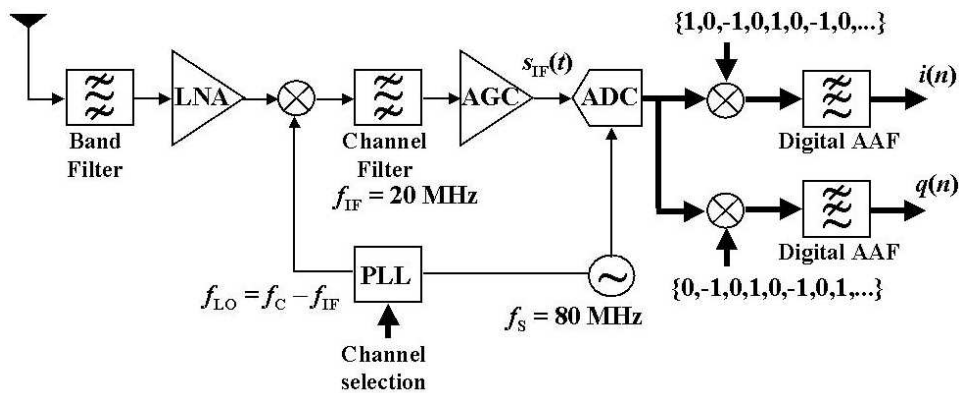 {1,0,-1,0,1,0,-1,0,...}
s_IF(t)
i(n)
LNA
AGC
ADC
Band
Filter
Channel
Filter
Digital AAF
f_IF = 20 MHz
q(n)
Digital AAF
PLL
f_LO = f_C – f_IF
f_S = 80 MHz
{0,-1,0,1,0,-1,0,1,...}
Channel
selection